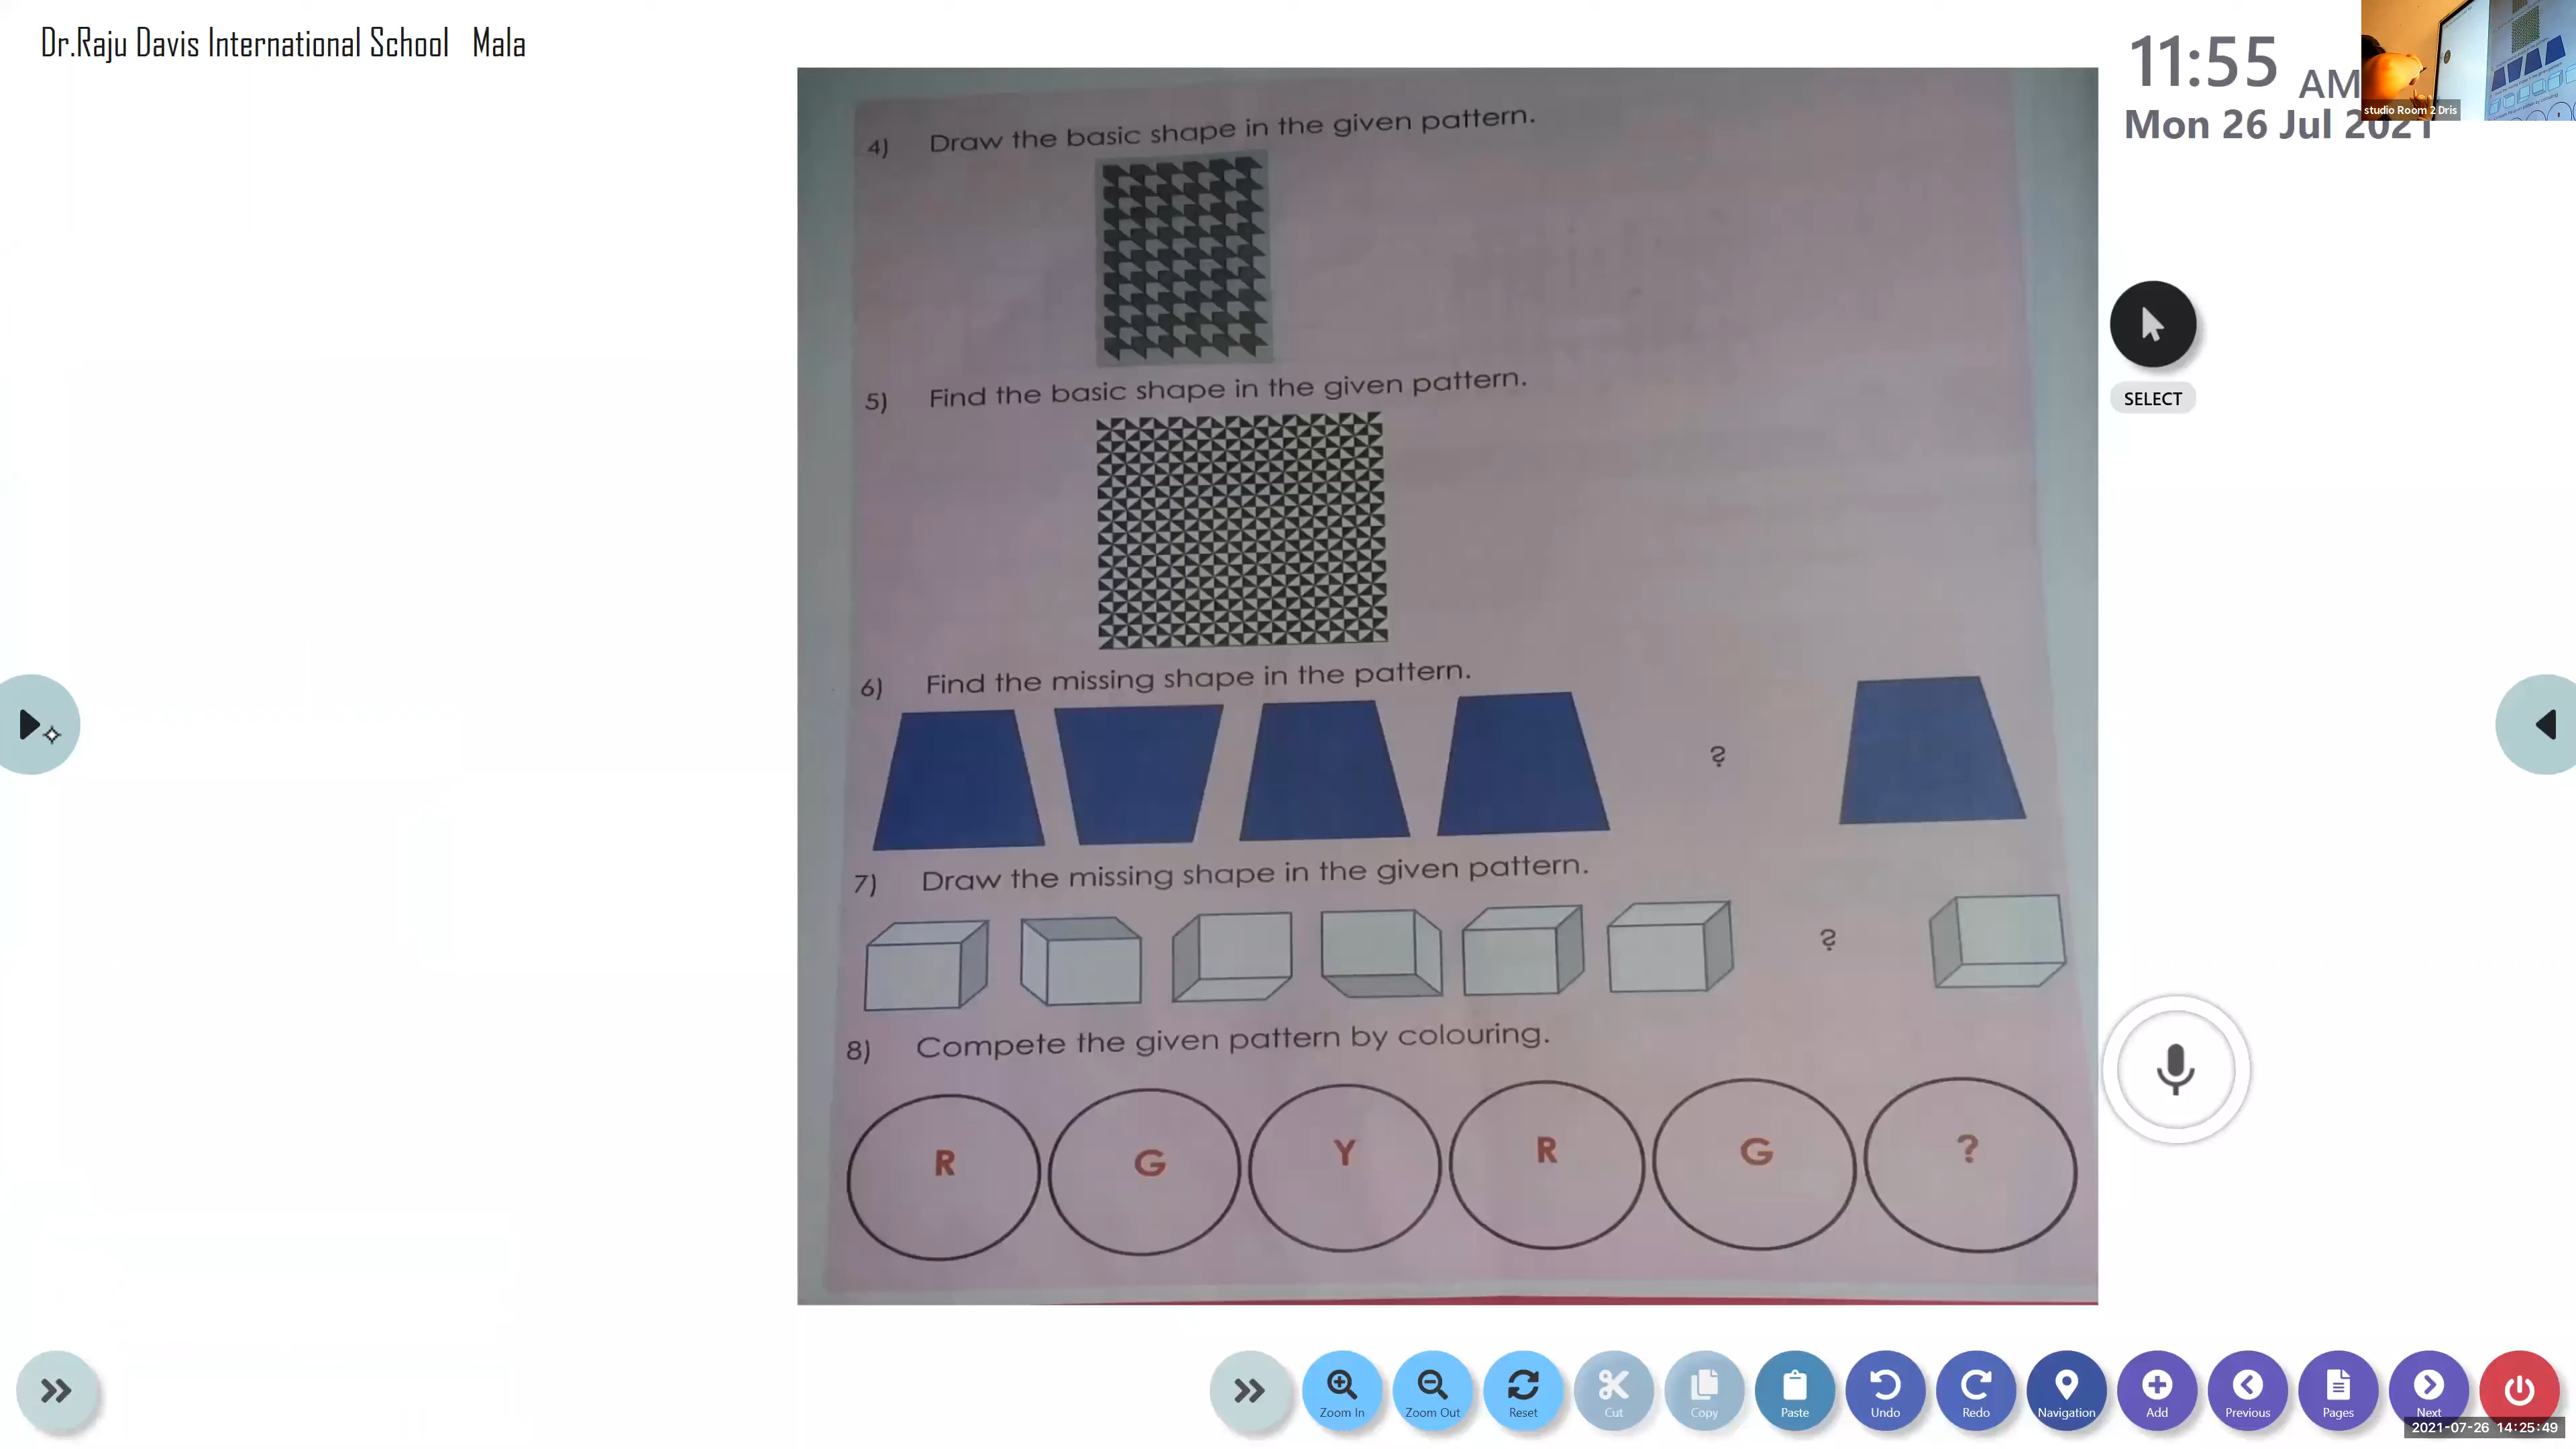 Dr.Raju Davis International School Mala
11:55 AM
Mon 26 Jul 2021
studio Room 2 Dris
4) Draw the basic shape in the given pattern.
SELECT
5) Find the basic shape in the given pattern.
6) Find the missing shape in the pattern.
?
7) Draw the missing shape in the given pattern.
?
8) Compete the given pattern by colouring.
R G Y R G ?
Zoom In Zoom Out Reset Cut Copy Paste Undo Redo Navigation Add Previous Pages Next
2021-07-26 14:25:49